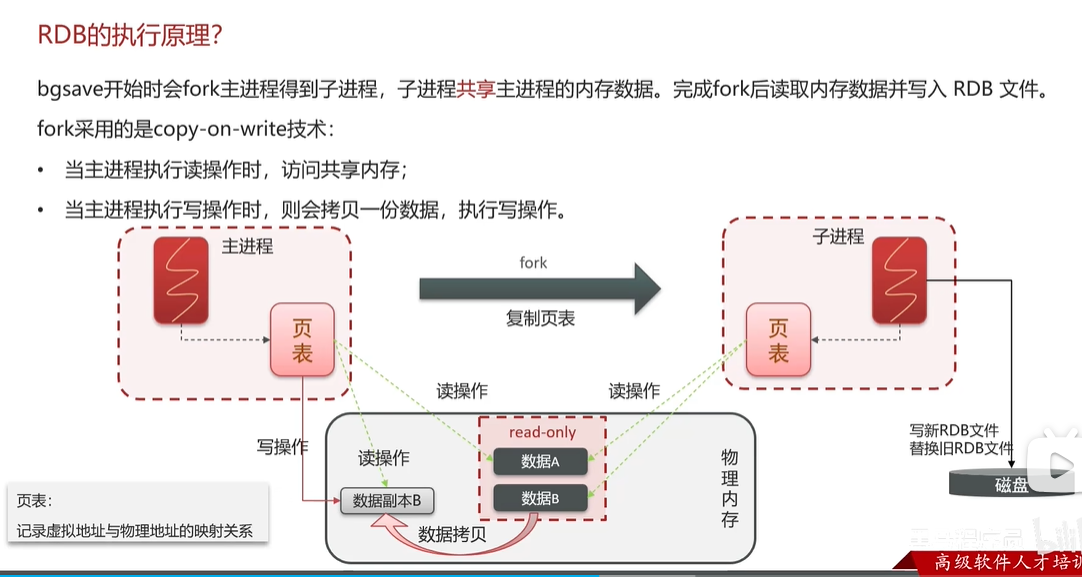 RDB的执行原理?
bgsave开始时会fork主进程得到子进程，子进程共享主进程的内存数据。完成fork后读取内存数据并写入 RDB 文件。
fork采用的是copy-on-write技术：
• 当主进程执行读操作时，访问共享内存；
• 当主进程执行写操作时，则会拷贝一份数据，执行写操作。
主进程
页表
fork
复制页表
子进程
页表
读操作
读操作
写操作
读操作
read-only
数据A
数据B
数据副本B
数据拷贝
物理内存
写新RDB文件
替换旧RDB文件
磁盘
页表：
记录虚拟地址与物理地址的映射关系
高级软件人才培训